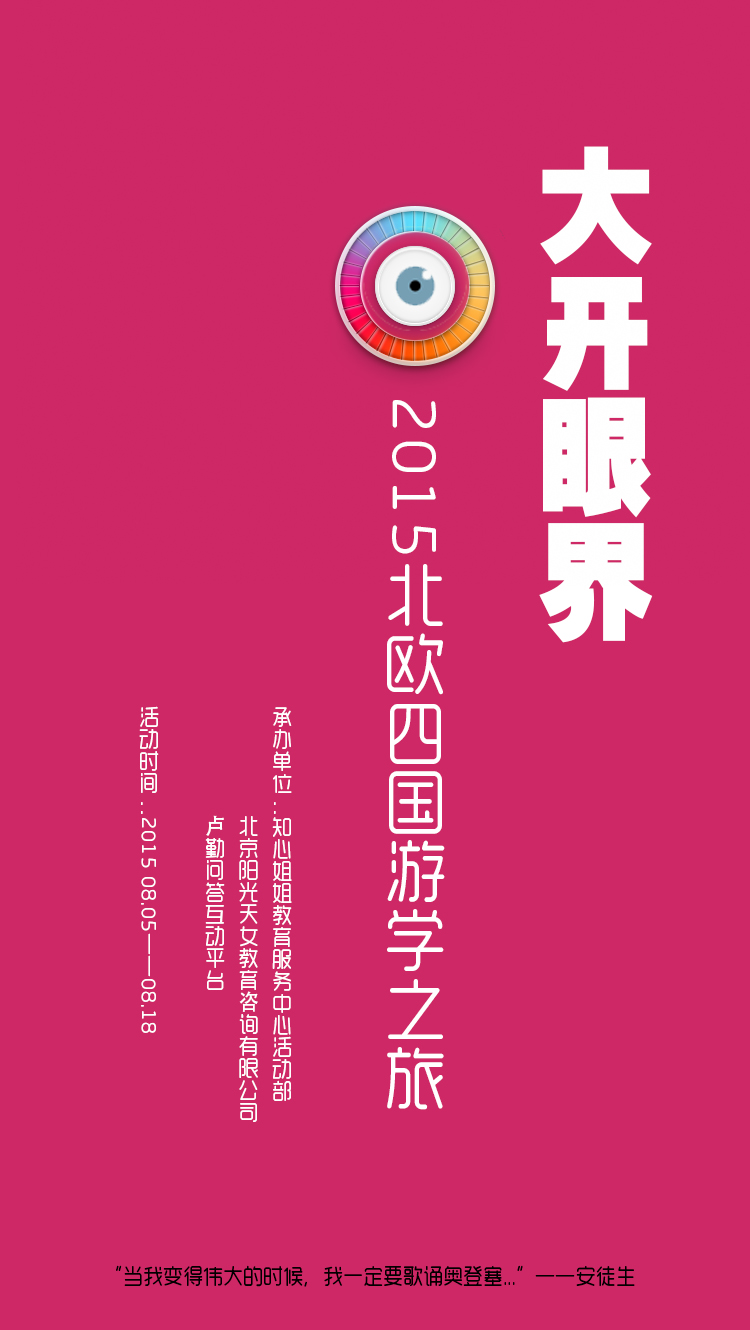 大开眼界
2015北欧四国游学之旅
承办单位..知心姐姐教育服务中心活动部
北京阳光天女教育咨询有限公司
卢勤问答互动平台
活动时间..2015 08.05——08.18
“当我变得伟大的时候，我一定要歌诵奥登塞...“ ——安徒生